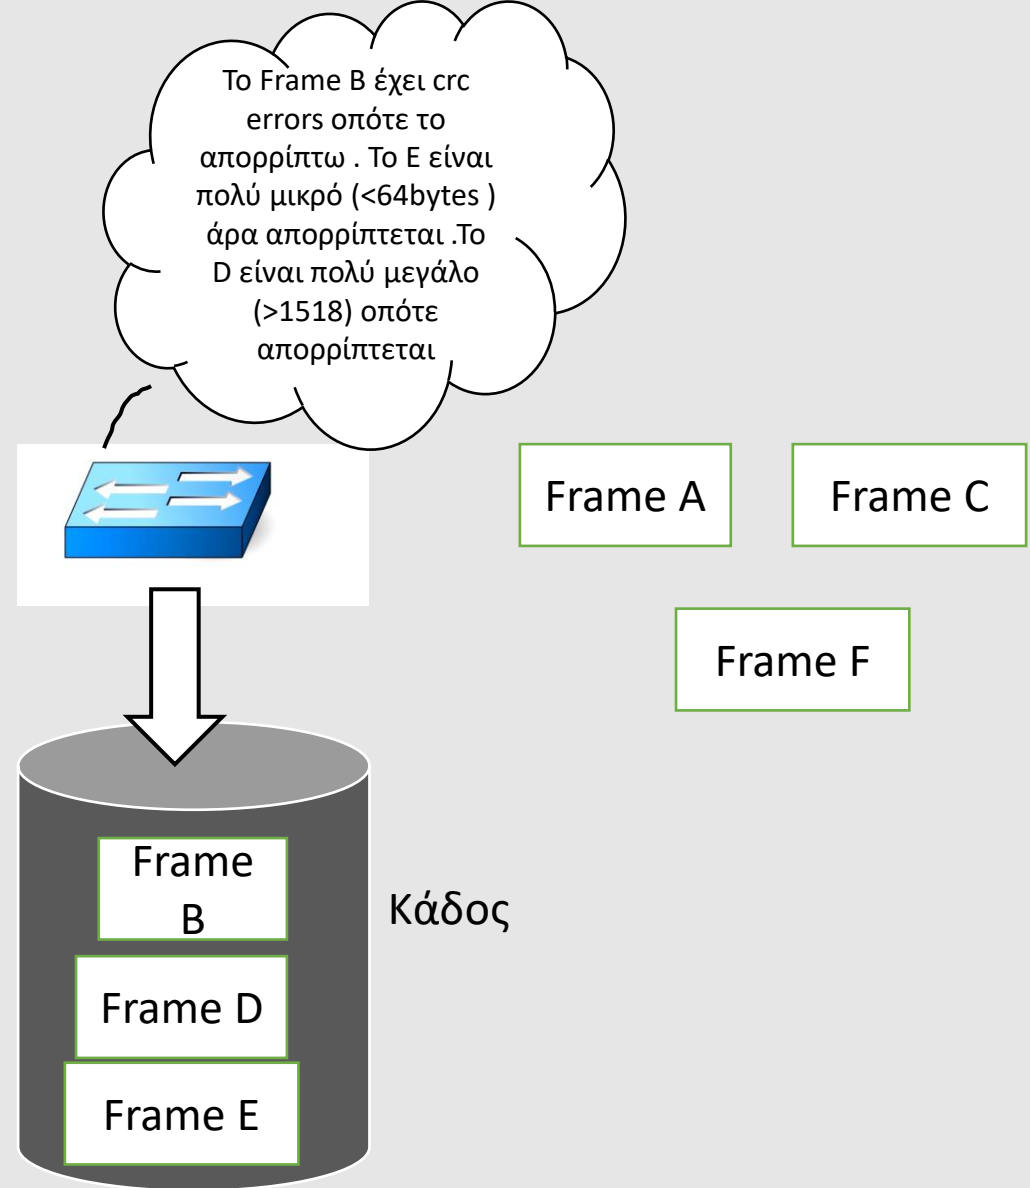 Το Frame B έχει crc
errors οπότε το
απορρίπτω . Το E είναι
πολύ μικρό (<64bytes )
άρα απορρίπτεται .Το
D είναι πολύ μεγάλο
(>1518) οπότε
απορρίπτεται
Frame A
Frame C
Frame F
Frame
B
Κάδος
Frame D
Frame E